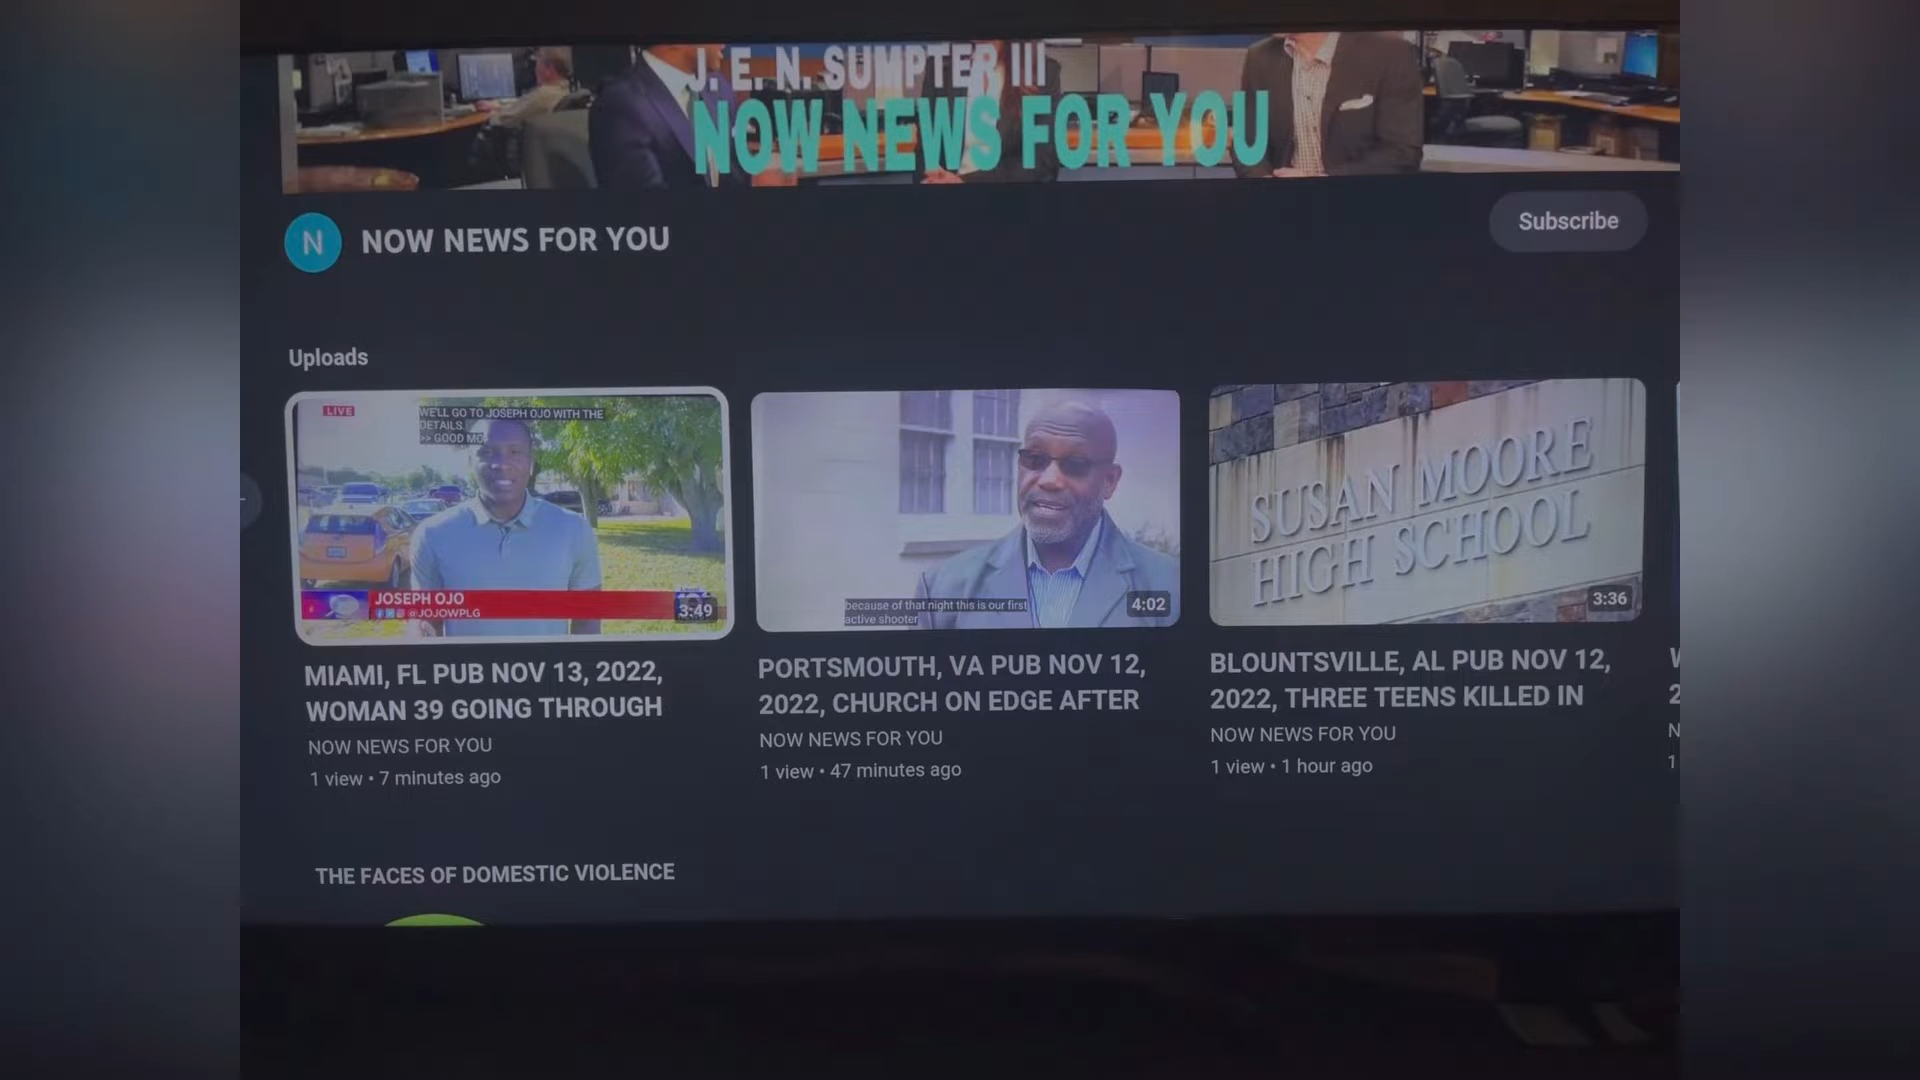 J. E. N. SUMPTER III
NOW NEWS FOR YOU
N
NOW NEWS FOR YOU
Subscribe
Uploads
LIVE
WE'LL GO TO JOSEPH OJO WITH THE
DETAILS.
>> GOOD MO
JOSEPH OJO
@JOJOWPLG
3:49
because of that night this is our first
active shooter
4:02
SUSAN MOORE
HIGH SCHOOL
3:36
MIAMI, FL PUB NOV 13, 2022,
WOMAN 39 GOING THROUGH
NOW NEWS FOR YOU
1 view • 7 minutes ago
PORTSMOUTH, VA PUB NOV 12,
2022, CHURCH ON EDGE AFTER
NOW NEWS FOR YOU
1 view • 47 minutes ago
BLOUNTSVILLE, AL PUB NOV 12,
2022, THREE TEENS KILLED IN
NOW NEWS FOR YOU
1 view • 1 hour ago
THE FACES OF DOMESTIC VIOLENCE